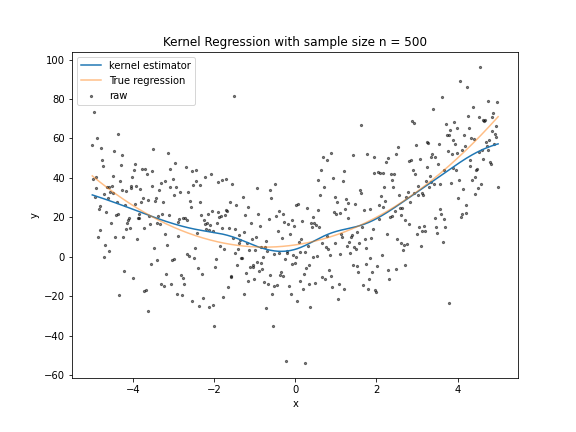 Kernel Regression with sample size n = 500
kernel estimator
True regression
raw
100
80
60
40
20
0
−20
−40
−60
y
−4
−2
0
2
4
x